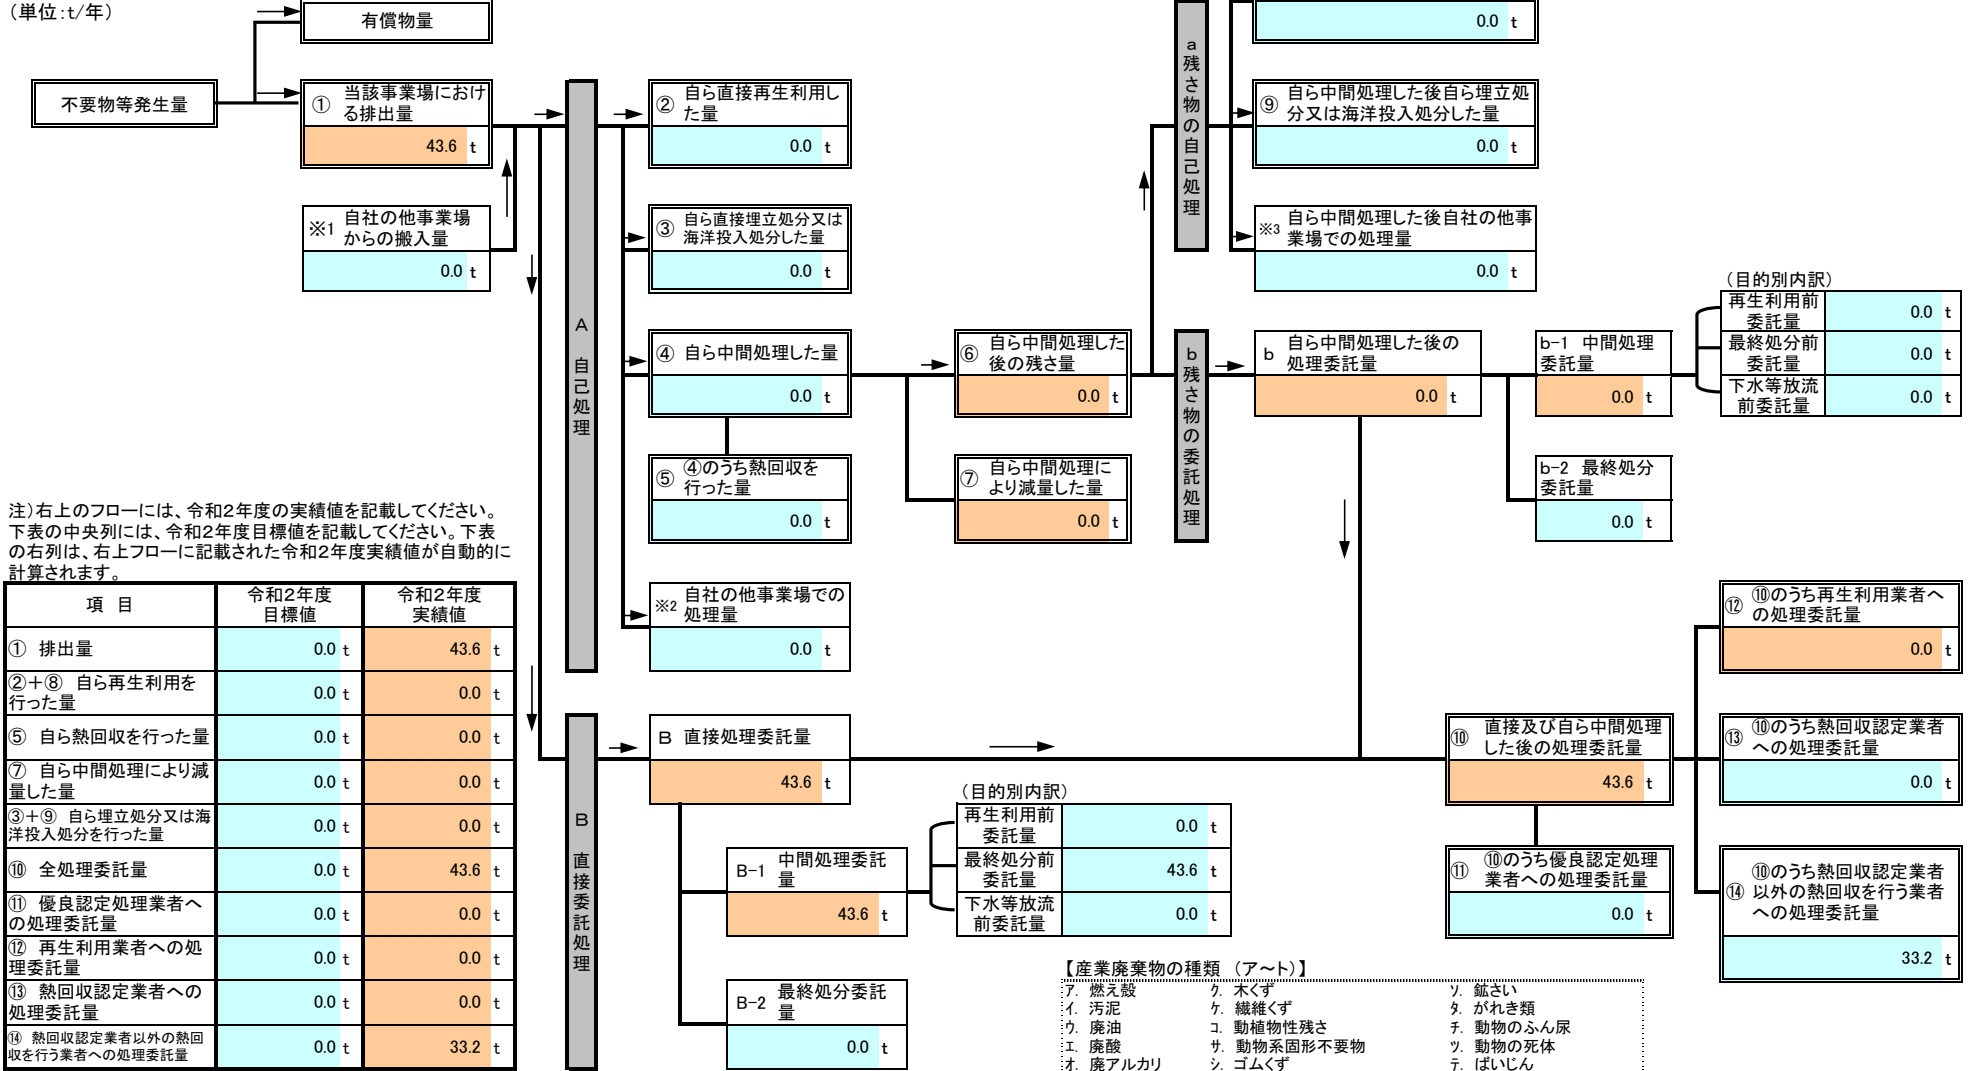 (単位:t/年)
有償物量
不要物等発生量
① 当該事業場におけ
る排出量
43.6 t
※1 自社の他事業場
からの搬入量
0.0 t
A 自己処理
② 自ら直接再生利用し
た量
0.0 t
③ 自ら直接埋立処分又は
海洋投入処分した量
0.0 t
④ 自ら中間処理した量
0.0 t
⑤ ④のうち熱回収を
行った量
0.0 t
※2 自社の他事業場での
処理量
0.0 t
⑥ 自ら中間処理した
後の残さ量
0.0 t
⑦ 自ら中間処理に
より減量した量
0.0 t
a残さ物の自己処理
0.0 t
⑨ 自ら中間処理した後自ら埋立処
分又は海洋投入処分した量
0.0 t
※3 自ら中間処理した後自社の他事
業場での処理量
0.0 t
b残さ物の委託処理
b 自ら中間処理した後の
処理委託量
0.0 t
b-1 中間処理
委託量
0.0 t
b-2 最終処分
委託量
0.0 t
(目的別内訳)
再生利用前
委託量
0.0 t
最終処分前
委託量
0.0 t
下水等放流
前委託量
0.0 t
注)右上のフローには、令和2年度の実績値を記載してください。
下表の中央列には、令和2年度目標値を記載してください。下表
の右列は、右上フローに記載された令和2年度実績値が自動的に
計算されます。
項 目 令和2年度
目標値 令和2年度
実績値
① 排出量 0.0 t 43.6 t
②+⑧ 自ら再生利用を
行った量 0.0 t 0.0 t
⑤ 自ら熱回収を行った量 0.0 t 0.0 t
⑦ 自ら中間処理により減
量した量 0.0 t 0.0 t
③+⑨ 自ら埋立処分又は海
洋投入処分を行った量 0.0 t 0.0 t
⑩ 全処理委託量 0.0 t 43.6 t
⑪ 優良認定処理業者へ
の処理委託量 0.0 t 0.0 t
⑫ 再生利用業者への処
理委託量 0.0 t 0.0 t
⑬ 熱回収認定業者への
処理委託量 0.0 t 0.0 t
⑭ 熱回収認定業者以外の熱回
収を行う業者への処理委託量 0.0 t 33.2 t
B 直接委託処理
B 直接処理委託量
43.6 t
B-1 中間処理委託
量
43.6 t
B-2 最終処分委託
量
0.0 t
(目的別内訳)
再生利用前
委託量
0.0 t
最終処分前
委託量
43.6 t
下水等放流
前委託量
0.0 t
⑩ 直接及び自ら中間処理
した後の処理委託量
43.6 t
⑪ ⑩のうち優良認定処理
業者への処理委託量
0.0 t
⑫ ⑩のうち再生利用業者へ
の処理委託量
0.0 t
⑬ ⑩のうち熱回収認定業者
への処理委託量
0.0 t
⑭ ⑩のうち熱回収認定業者
以外の熱回収を行う業者
への処理委託量
33.2 t
【産業廃棄物の種類 (ア~ト)】
ア. 燃え殻 ク. 木くず ソ. 鉱さい
イ. 汚泥 ケ. 繊維くず タ. がれき類
ウ. 廃油 コ. 動植物性残さ チ. 動物のふん尿
エ. 廃酸 サ. 動物系固形不要物 ツ. 動物の死体
オ. 廃アルカリ シ. ゴムくず テ. ばいじん